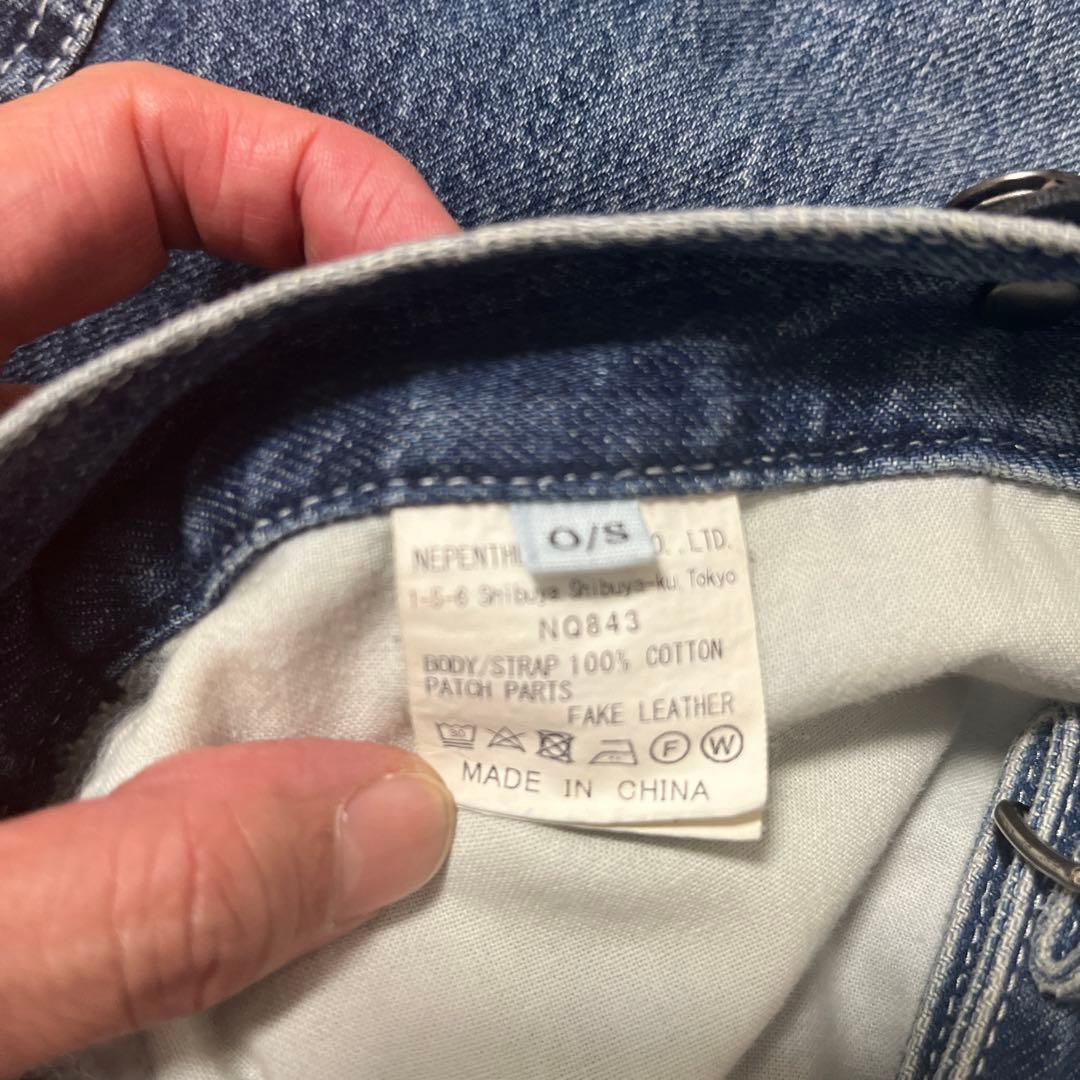 O/S
NEPENTH O. ,LTD.
1-5-6 Shibuya Shibuya-ku Tokyo
NQ843
BODY/STRAP 100% COTTON
PATCH PARTS
FAKE LEATHER
30 F W
MADE IN CHINA